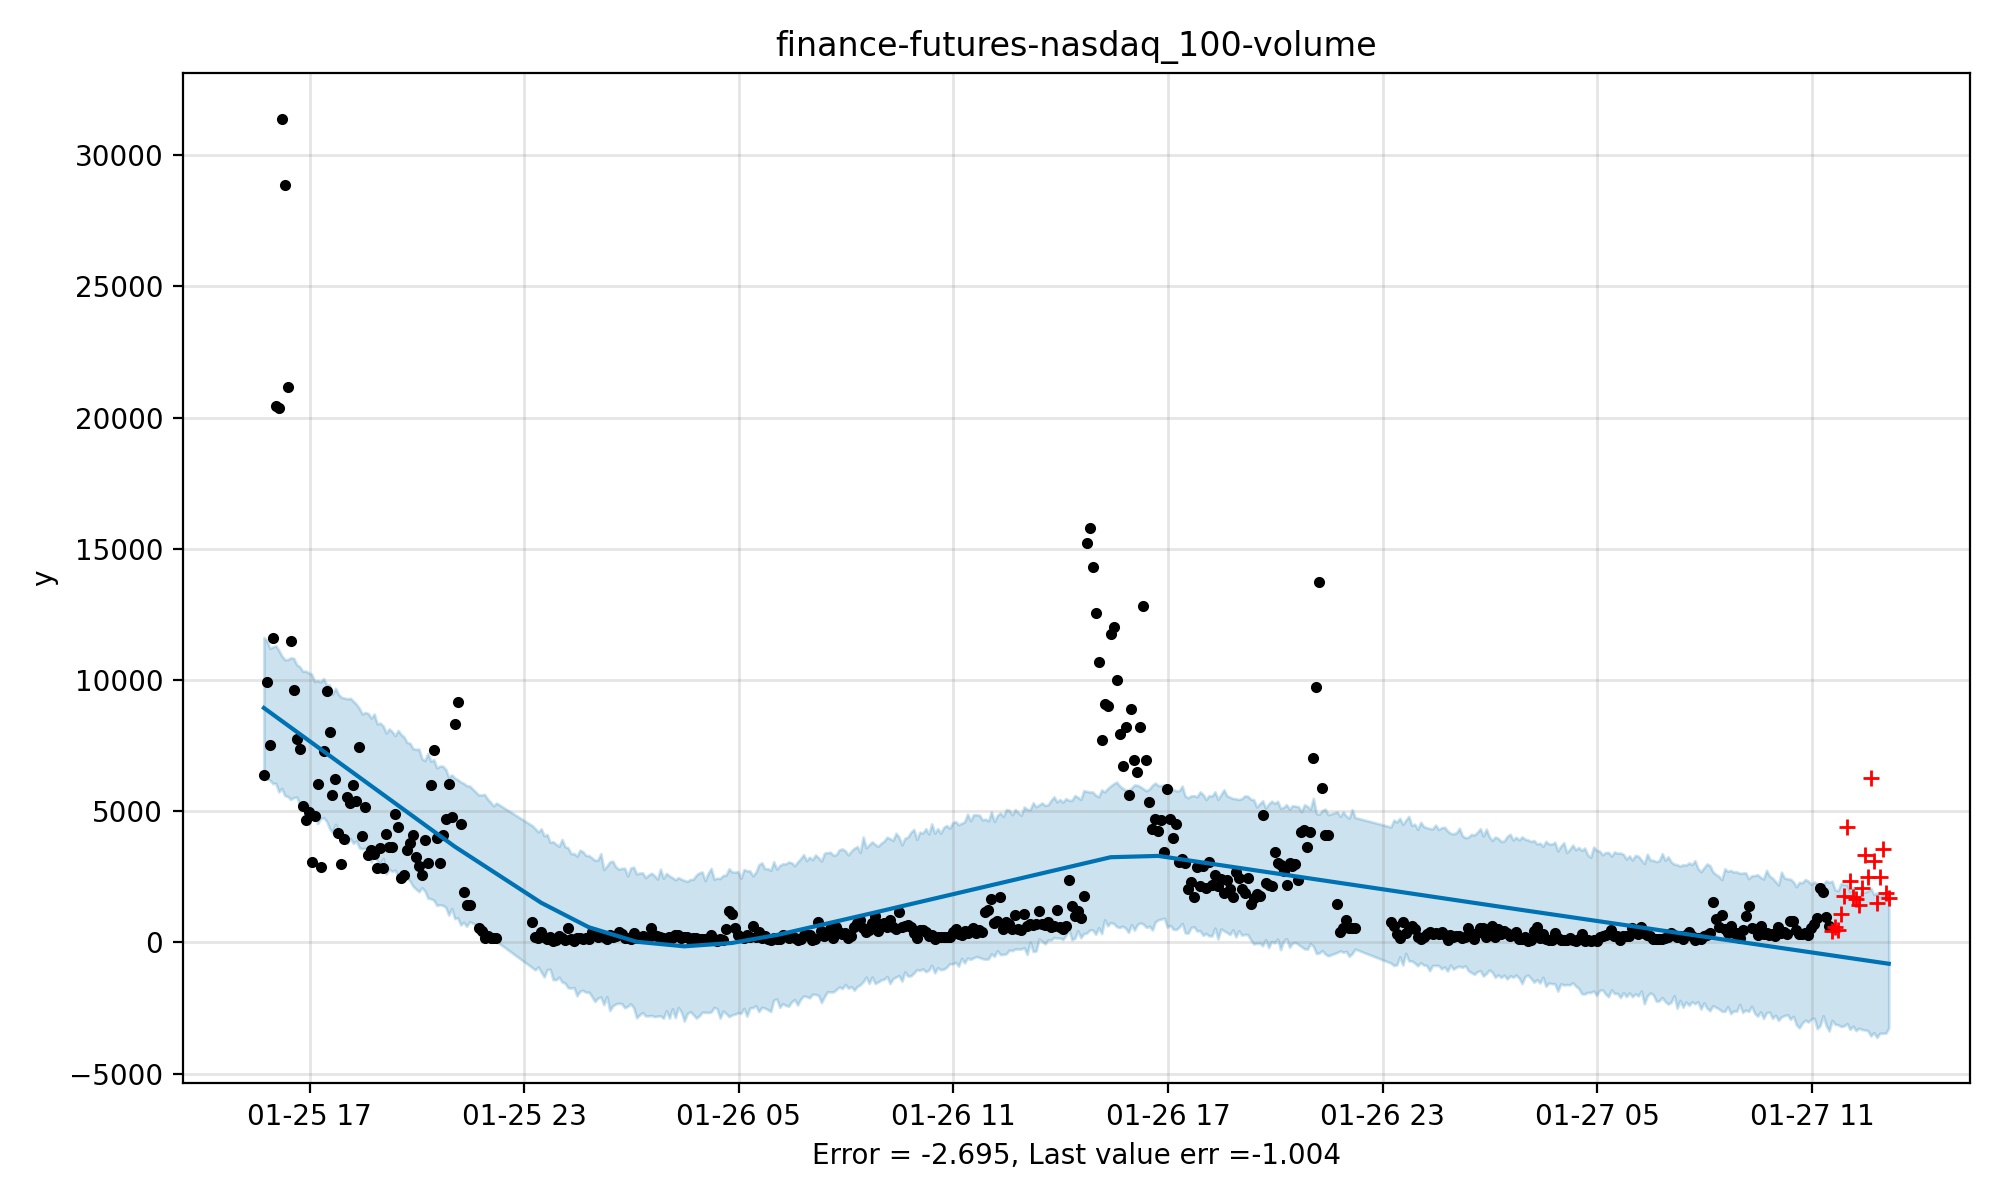 finance-futures-nasdaq_100-volume
30000
25000
20000
15000
10000
5000
0
−5000
y
01-25 17 01-25 23 01-26 05 01-26 11 01-26 17 01-26 23 01-27 05 01-27 11
Error = -2.695, Last value err =-1.004